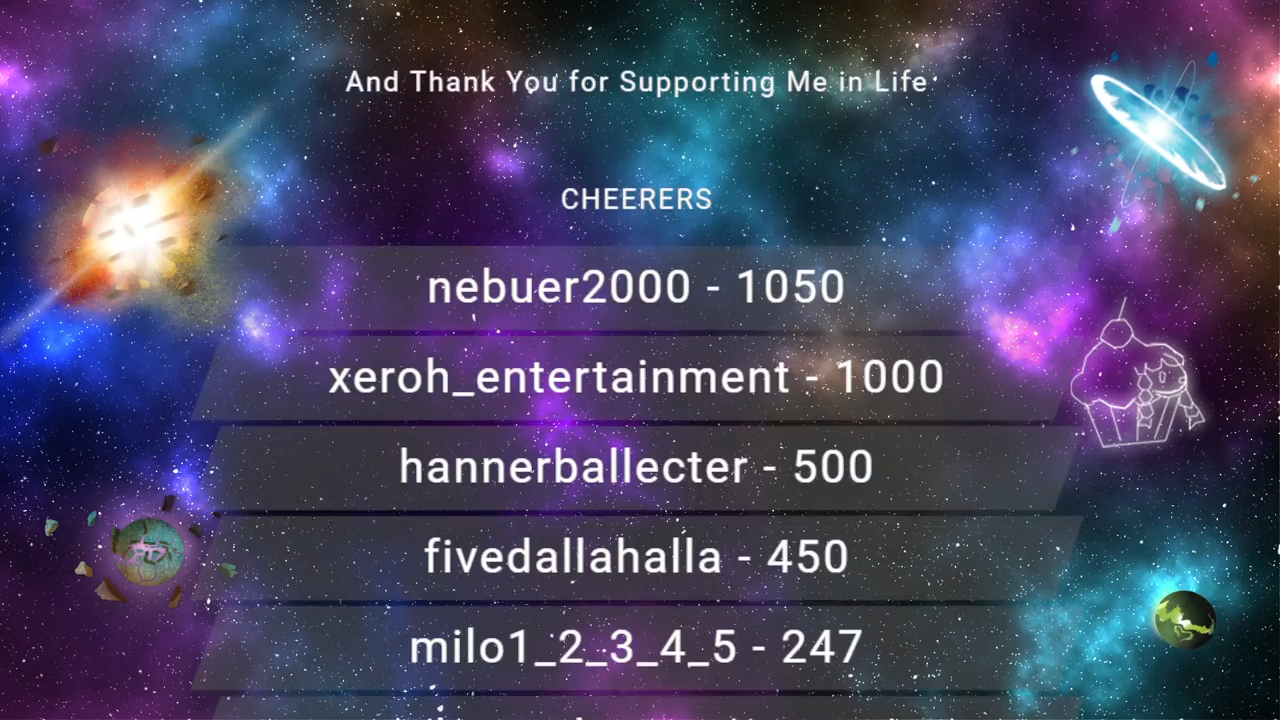 And Thank You for Supporting Me in Life
CHEERERS
nebuer2000 - 1050
xeroh_entertainment - 1000
hannerballecter - 500
fivedallahalla - 450
milo1_2_3_4_5 - 247